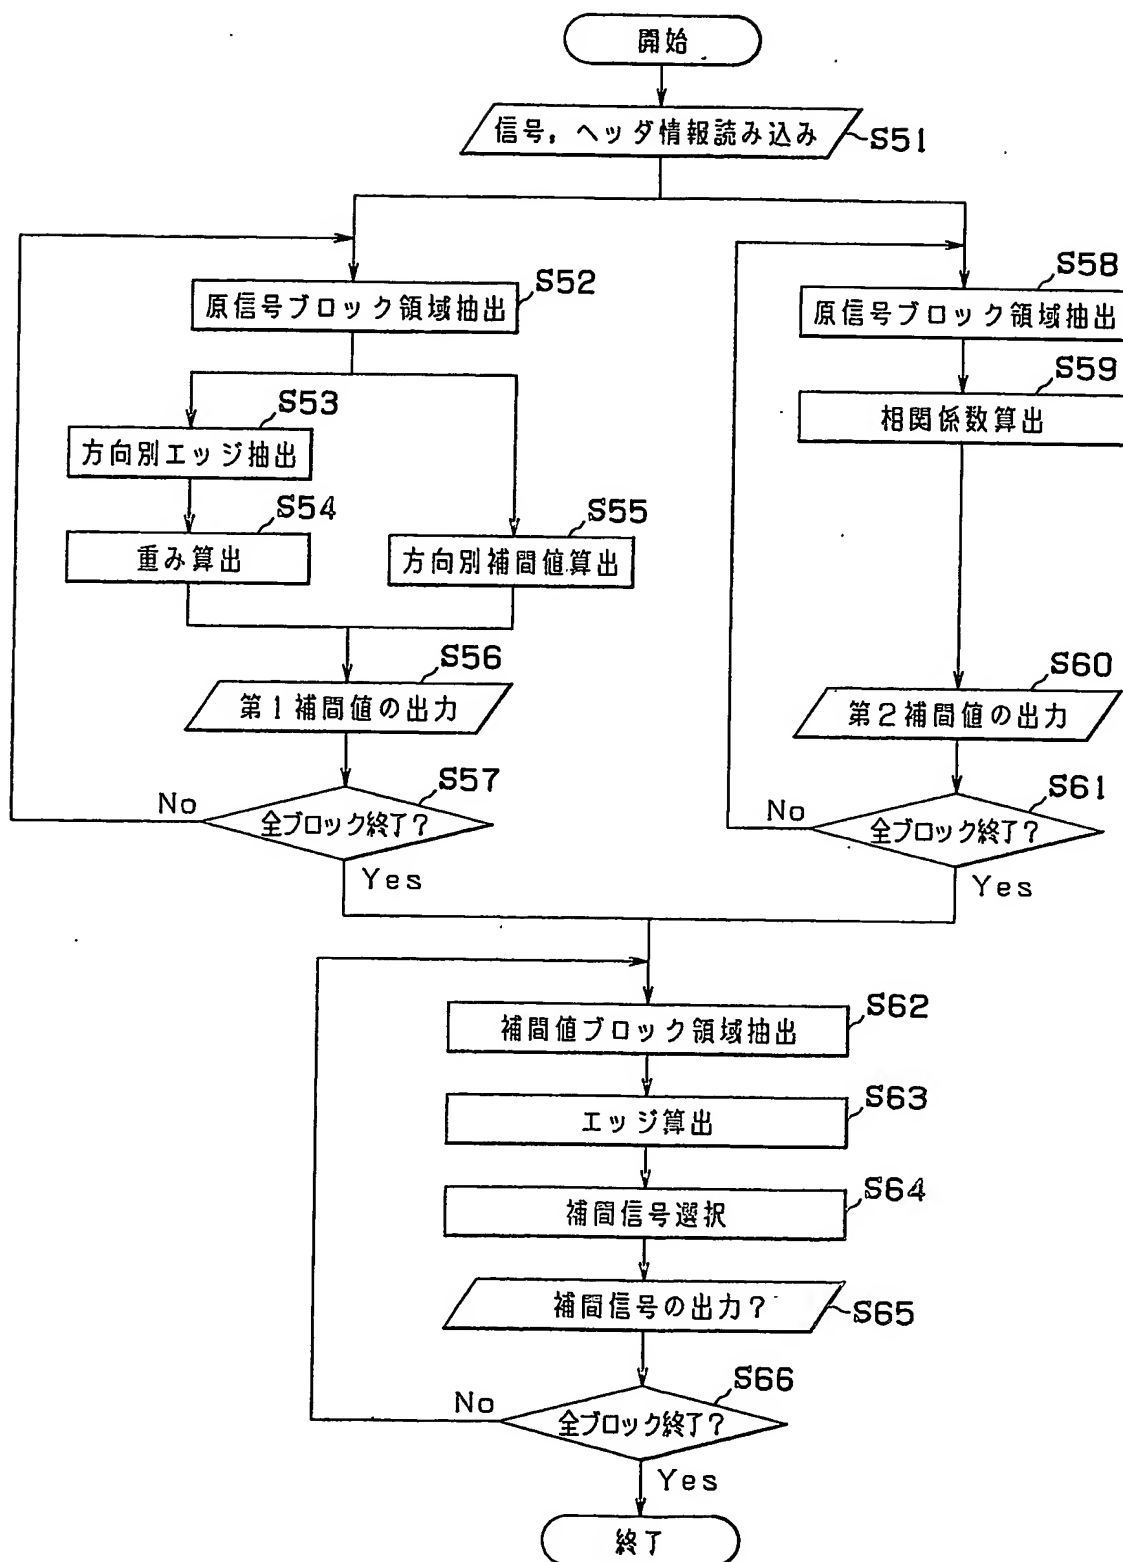 開始
信号，ヘッダ情報読み込み
S51
S52
原信号ブロック領域抽出
S53
方向別エッジ抽出
S54
重み算出
S55
方向別補間値算出
S56
第1補間値の出力
S57
全ブロック終了？
No
Yes
S58
原信号ブロック領域抽出
S59
相関係数算出
S60
第2補間値の出力
S61
全ブロック終了？
No
Yes
S62
補間値ブロック領域抽出
S63
エッジ算出
S64
補間信号選択
補間信号の出力？
S65
S66
全ブロック終了？
No
Yes
終了